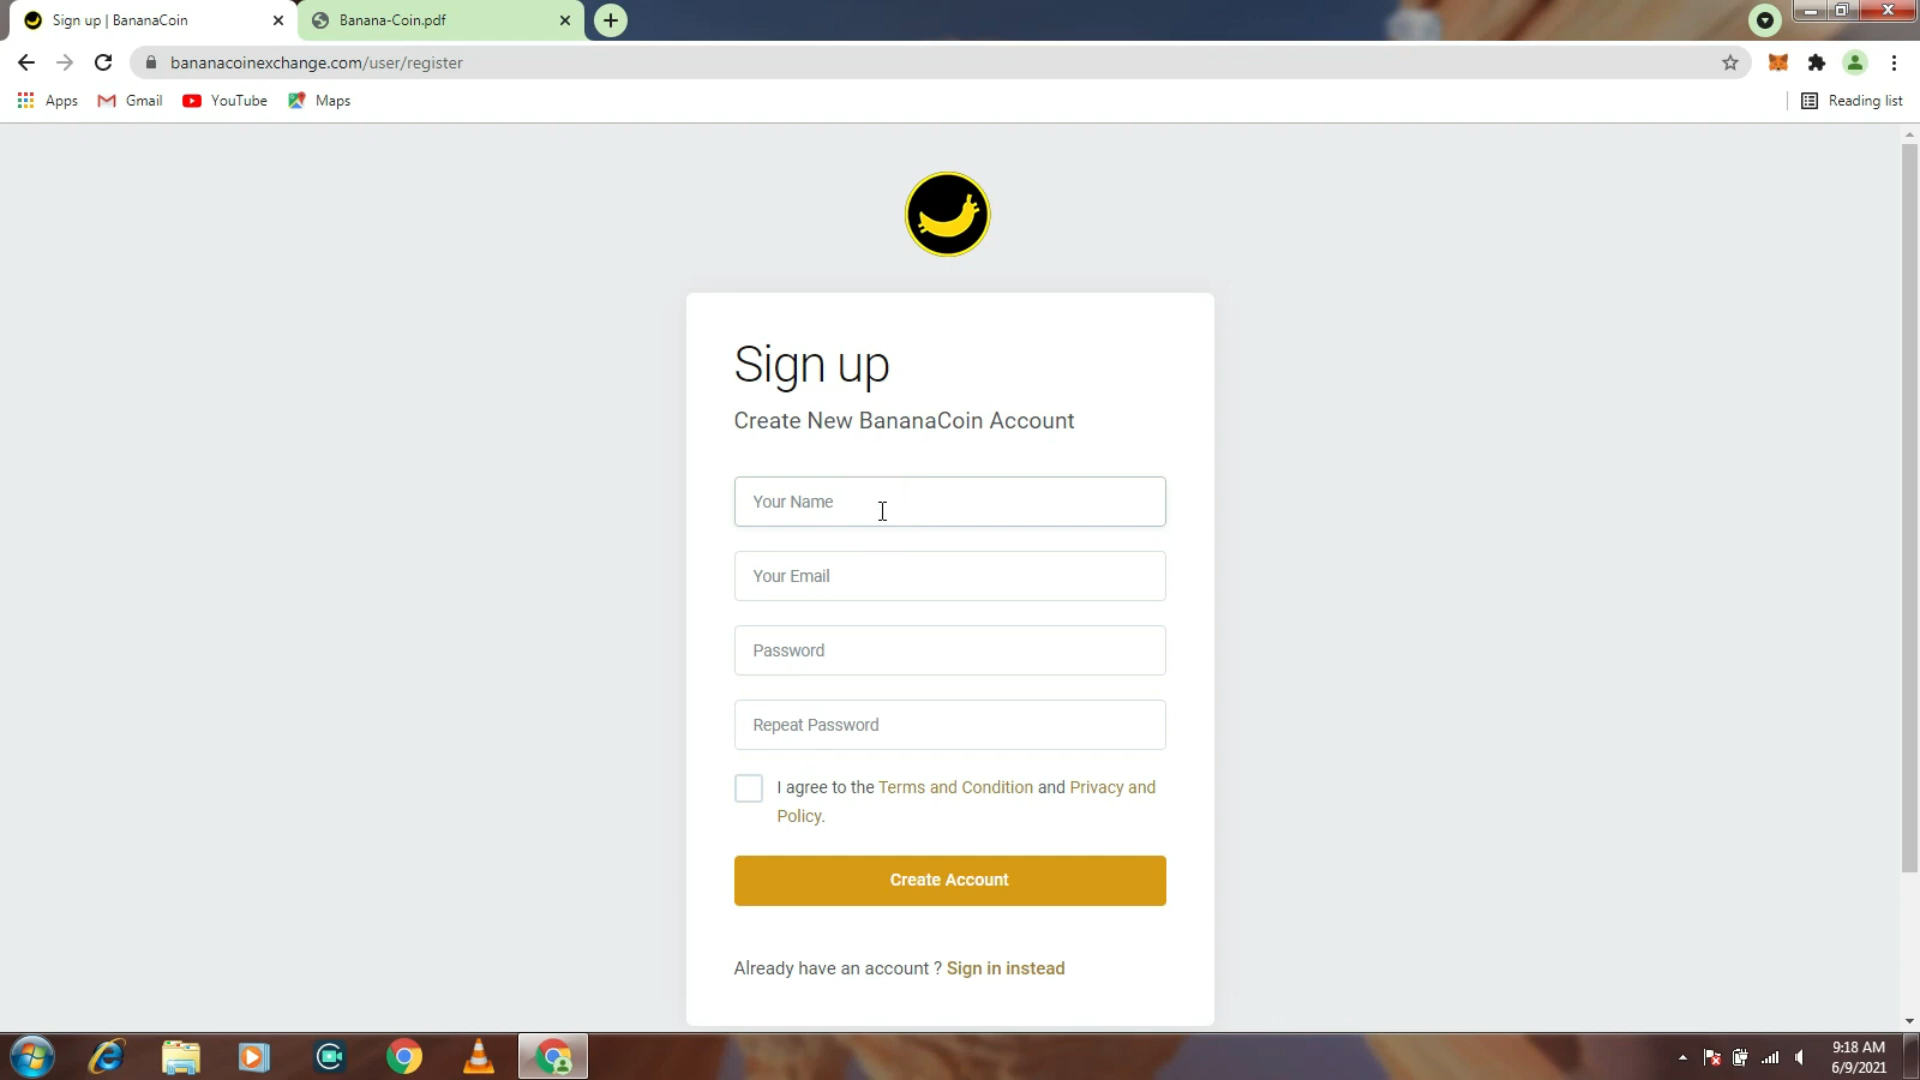 Sign up | BananaCoin
Banana-Coin.pdf
bananacoinexchange.com/user/register
Apps
Gmail
YouTube
Maps
Reading list
Sign up
Create New BananaCoin Account
Your Name
Your Email
Password
Repeat Password
I agree to the Terms and Condition and Privacy and
Policy.
Create Account
Already have an account ? Sign in instead
9:18 AM
6/9/2021